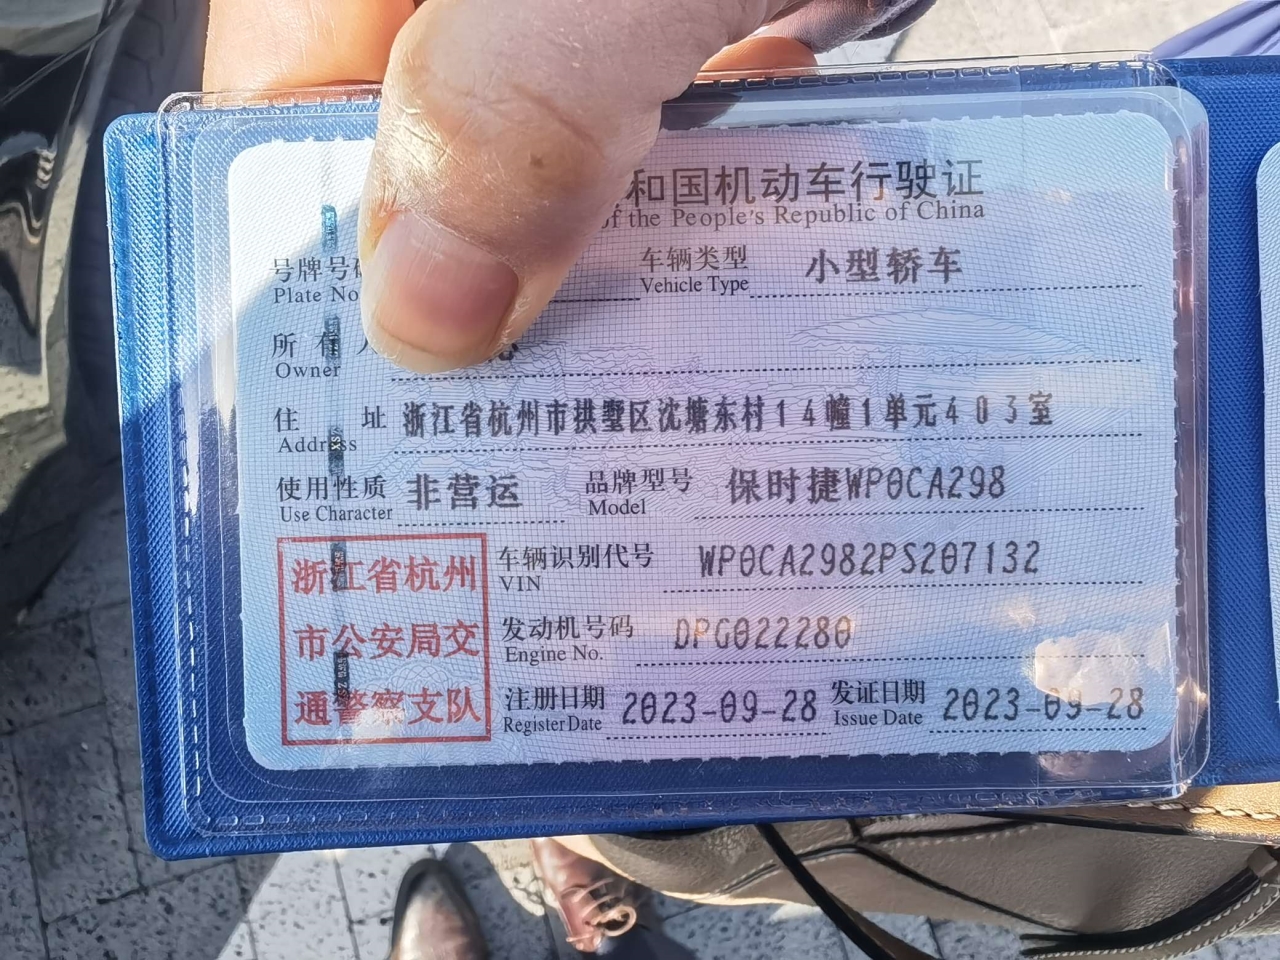 和国机动车行驶证
of the People's Republic of China
号牌号
Plate No
车辆类型
Vehicle Type
小型轿车
所有人
Owner
住址
Address
浙江省杭州市拱墅区沈塘东村14幢1单元403室
使用性质
Use Character
非营运
品牌型号
Model
保时捷WP0CA298
浙江省杭州
市公安局交
通警察支队
车辆识别代号
VIN
WP0CA2982PS207132
发动机号码
Engine No.
DPG022280
注册日期
Register Date
2023-09-28
发证日期
Issue Date
2023-09-28